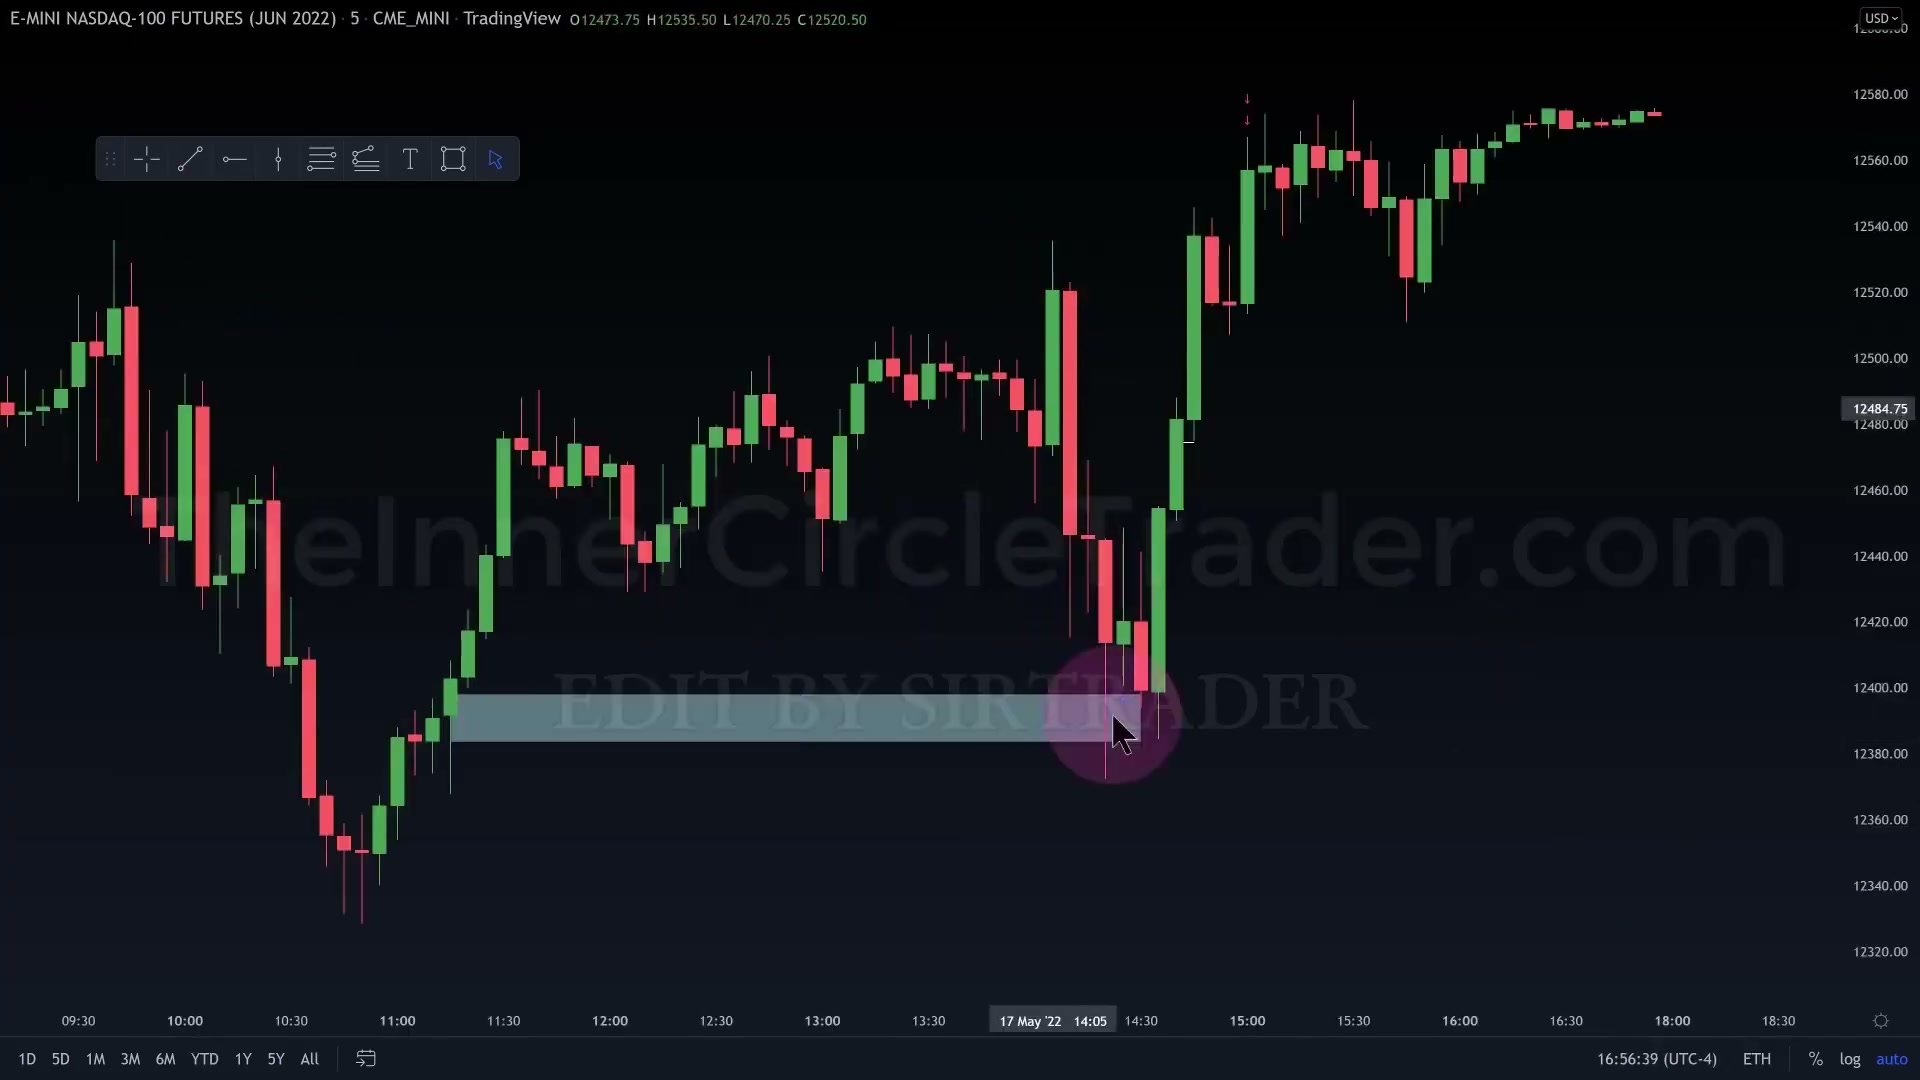 E-MINI NASDAQ-100 FUTURES (JUN 2022) · 5 · CME_MINI · TradingView O12473.75 H12535.50 L12470.25 C12520.50
USD
12580.00
12560.00
12540.00
12520.00
12500.00
12484.75
12480.00
12460.00
12440.00
12420.00
12400.00
12380.00
12360.00
12340.00
12320.00
T
TheInnerCircleTrader.com
EDIT BY SIRTRADER
09:30 10:00 10:30 11:00 11:30 12:00 12:30 13:00 13:30 17 May '22 14:05 14:30 15:00 15:30 16:00 16:30 18:00 18:30
1D 5D 1M 3M 6M YTD 1Y 5Y All 16:56:39 (UTC-4) ETH % log auto